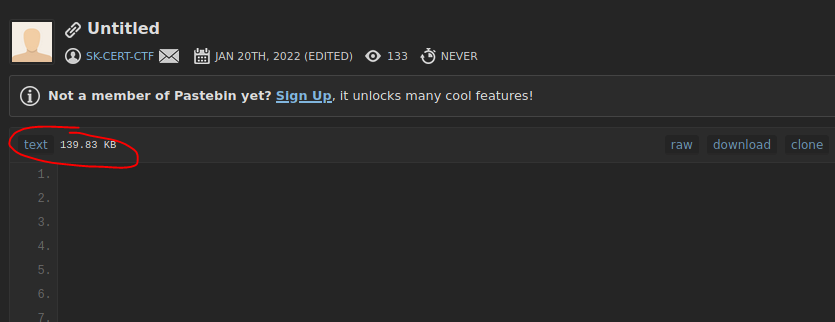 Untitled
SK-CERT-CTF JAN 20TH, 2022 (EDITED) 133 NEVER
Not a member of Pastebin yet? Sign Up, it unlocks many cool features!
text 139.83 KB raw download clone
1.
2.
3.
4.
5.
6.
7.